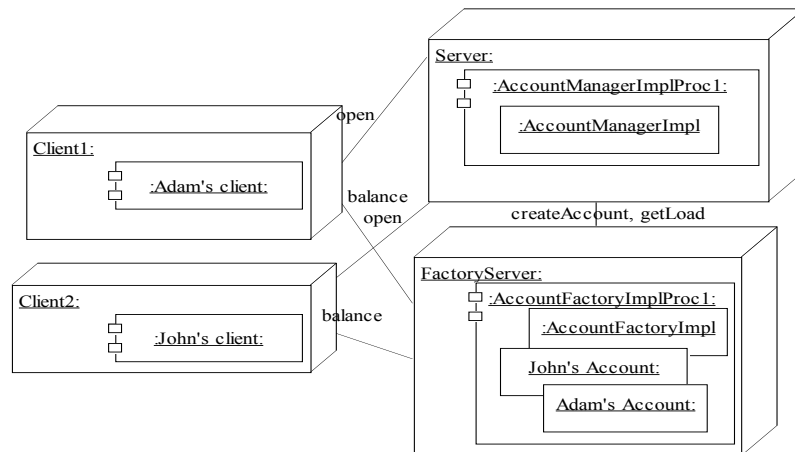 Server:
:AccountManagerImplProc1:
:AccountManagerImpl
open
Client1:
:Adam's client:
balance
open
createAccount, getLoad
FactoryServer:
:AccountFactoryImplProc1:
:AccountFactoryImpl
John's Account:
Adam's Account:
Client2:
balance
:John's client: